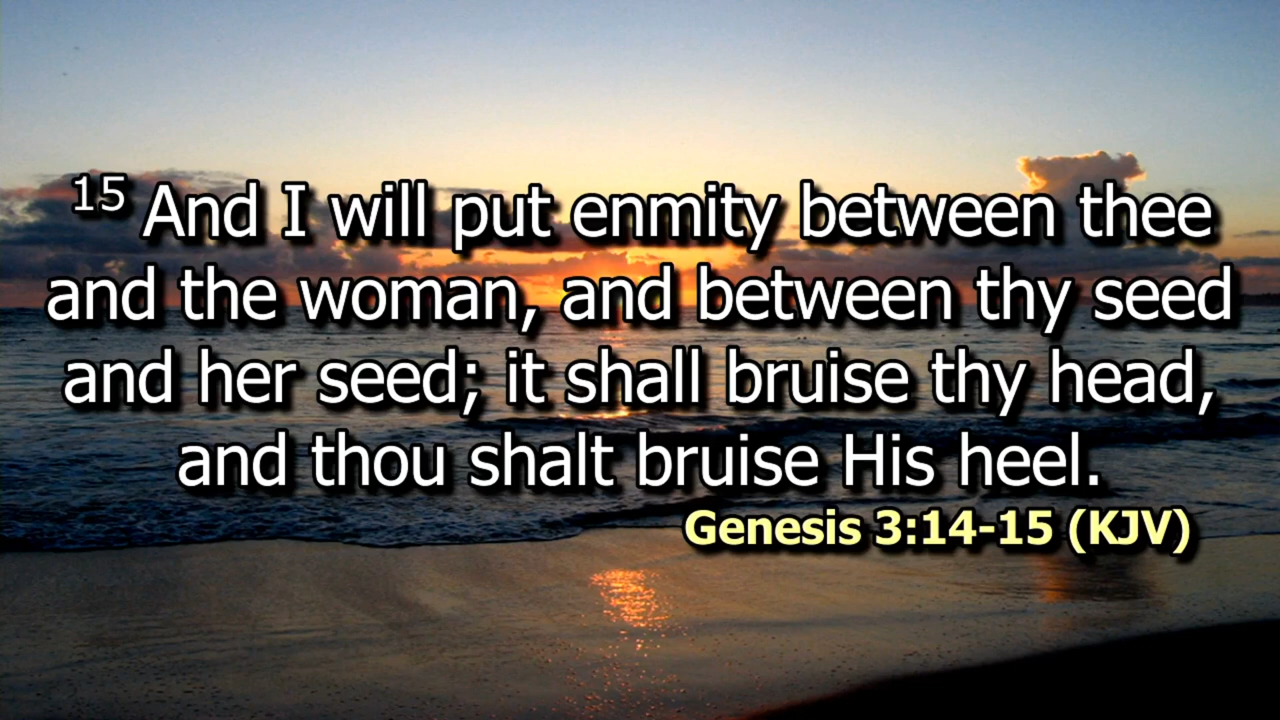 15 And I will put enmity between thee
and the woman, and between thy seed
and her seed; it shall bruise thy head,
and thou shalt bruise His heel.
Genesis 3:14-15 (KJV)